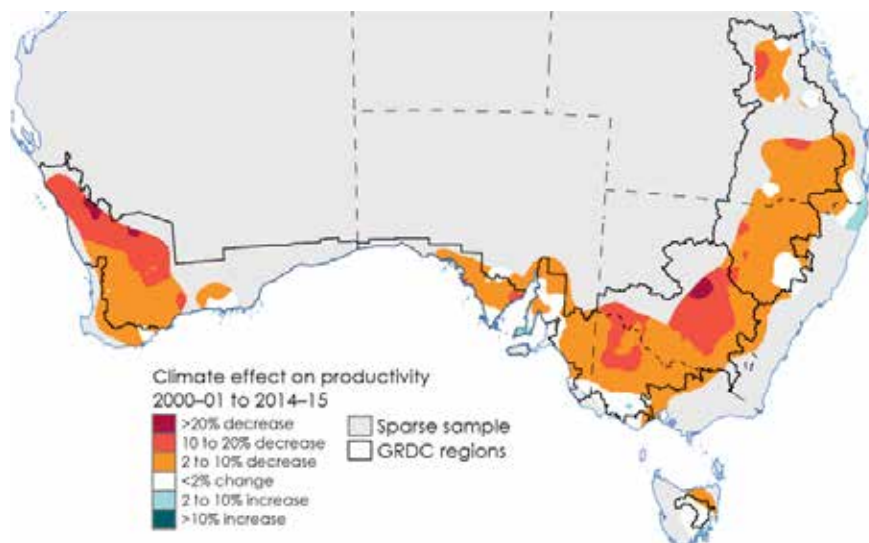 Climate effect on productivity
2000–01 to 2014–15
>20% decrease
10 to 20% decrease
2 to 10% decrease
<2% change
2 to 10% increase
>10% increase
Sparse sample
GRDC regions